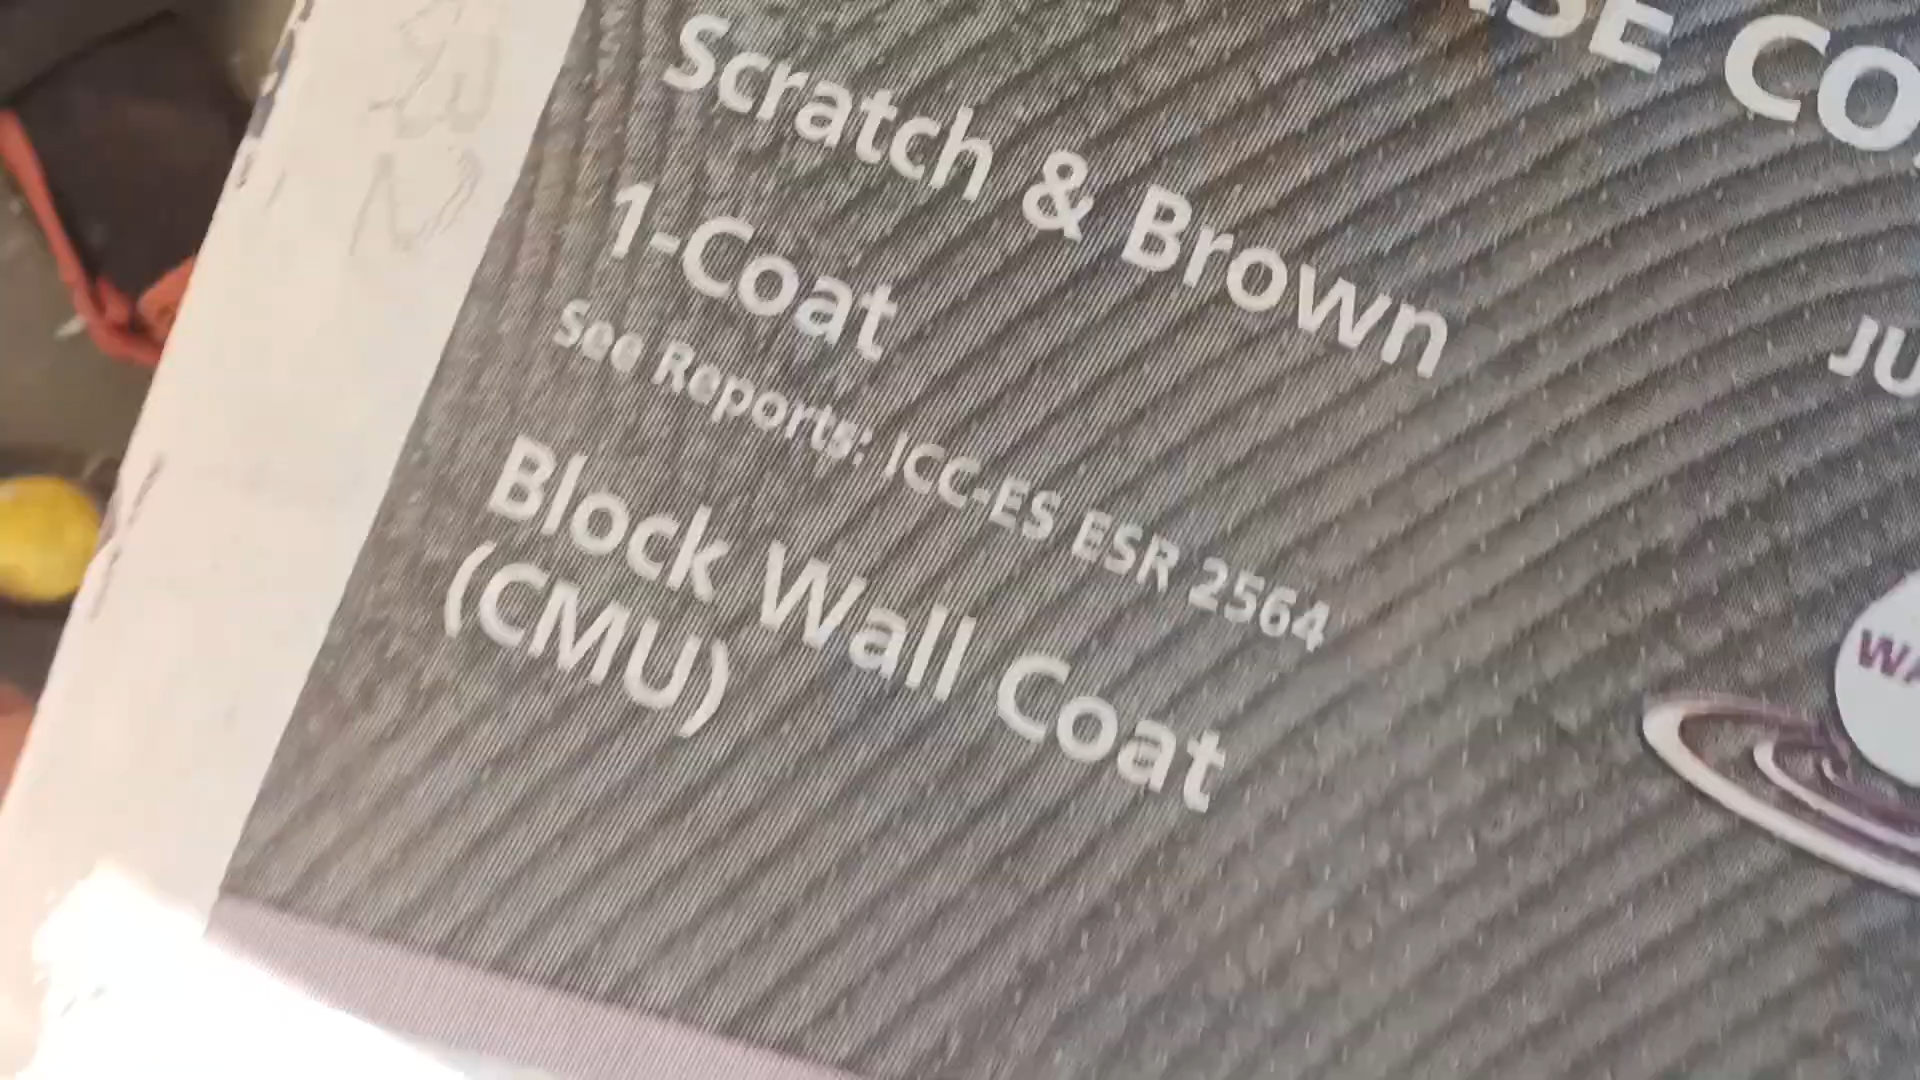 Scratch & Brown
1-Coat
See Reports: ICC-ES ESR 2564
Block Wall Coat
(CMU)